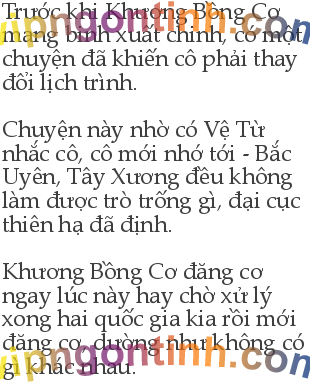 Trước khi Khương Bồng Cơ
mang binh xuất chinh, có một
chuyện đã khiến cô phải thay
đổi lịch trình.
Chuyện này nhờ có Vệ Từ
nhắc cô, cô mới nhớ tới - Bắc
Uyên, Tây Xương đều không
làm được trò trống gì, đại cục
thiên hạ đã định.
Khương Bồng Cơ đăng cơ
ngay lúc này hay chờ xử lý
xong hai quốc gia kia rồi mới
đăng cơ, dường như không có
gì khác nhau.
vipngontinh.com
vipngontinh.com